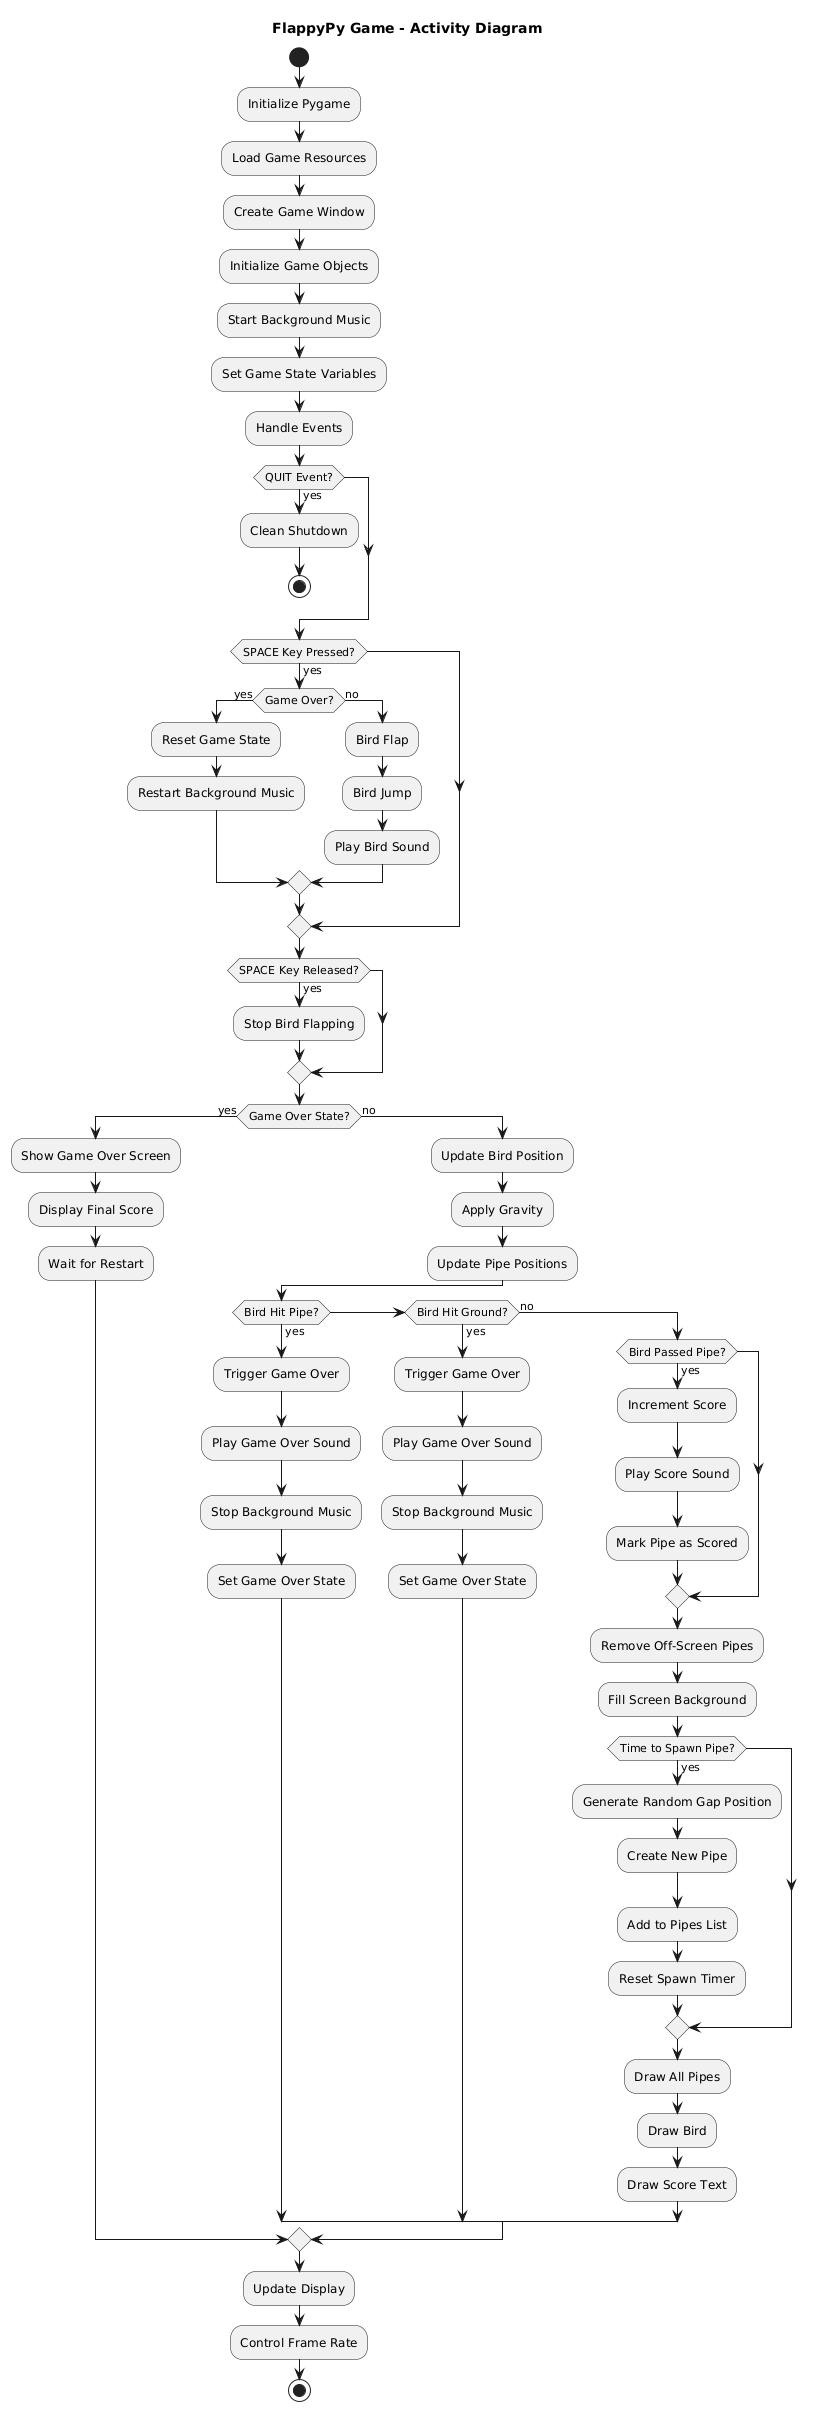 FlappyPy Game - Activity Diagram
Initialize Pygame
Load Game Resources
Create Game Window
Initialize Game Objects
Start Background Music
Set Game State Variables
Handle Events
QUIT Event?
yes
Clean Shutdown
SPACE Key Pressed?
yes
yes
Game Over?
no
Reset Game State
Restart Background Music
Bird Flap
Bird Jump
Play Bird Sound
SPACE Key Released?
yes
Stop Bird Flapping
yes
Game Over State?
no
Show Game Over Screen
Display Final Score
Wait for Restart
Update Bird Position
Apply Gravity
Update Pipe Positions
Bird Hit Pipe?
yes
Trigger Game Over
Play Game Over Sound
Stop Background Music
Set Game Over State
Bird Hit Ground?
no
yes
Trigger Game Over
Play Game Over Sound
Stop Background Music
Set Game Over State
Bird Passed Pipe?
yes
Increment Score
Play Score Sound
Mark Pipe as Scored
Remove Off-Screen Pipes
Fill Screen Background
Time to Spawn Pipe?
yes
Generate Random Gap Position
Create New Pipe
Add to Pipes List
Reset Spawn Timer
Draw All Pipes
Draw Bird
Draw Score Text
Update Display
Control Frame Rate